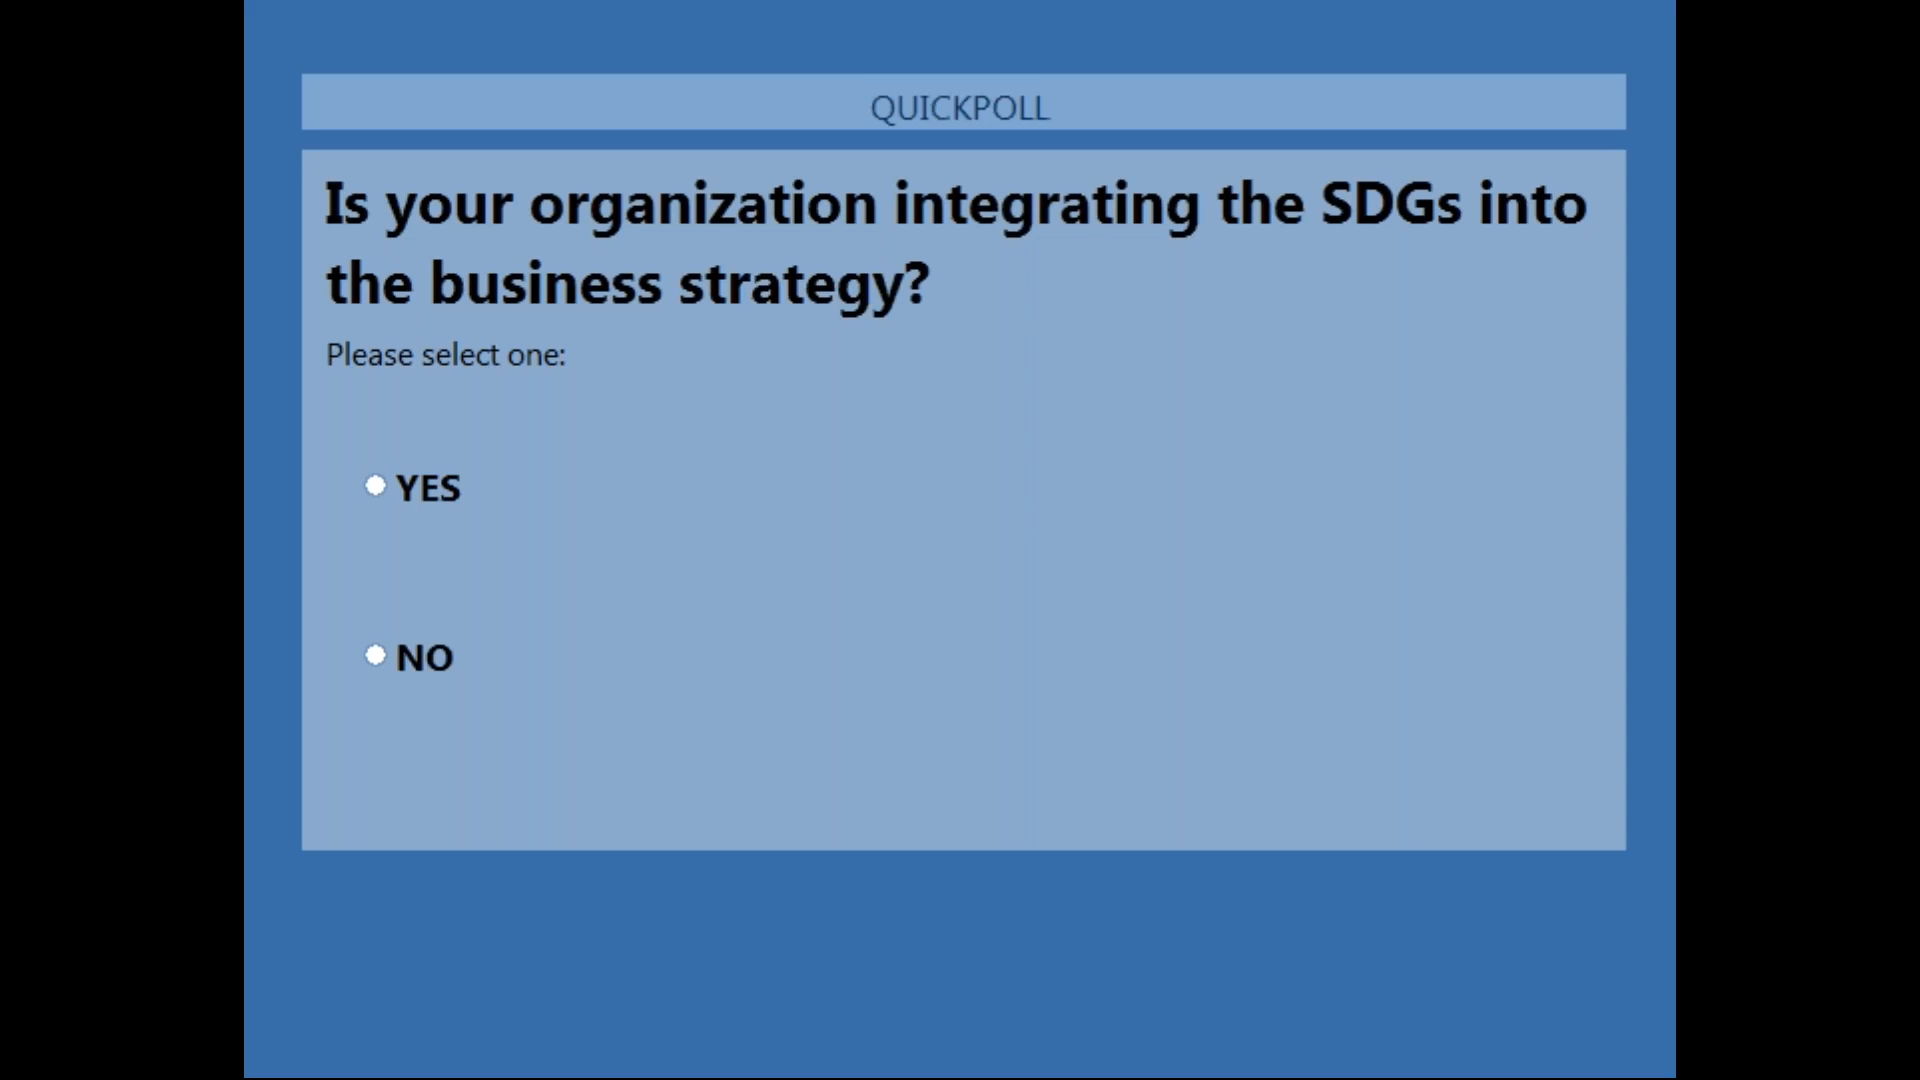 QUICKPOLL
Is your organization integrating the SDGs into
the business strategy?
Please select one:
YES
NO